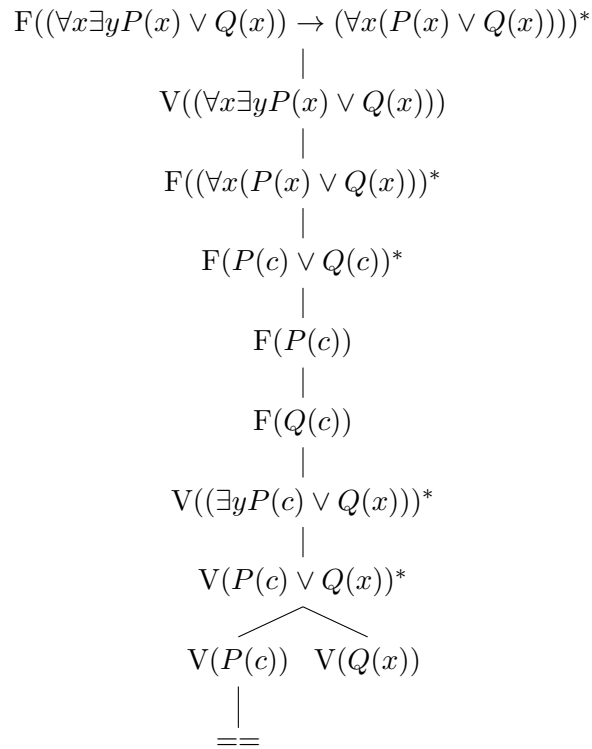 F((∀x∃yP(x) ∨ Q(x)) → (∀x(P(x) ∨ Q(x))))*
V((∀x∃yP(x) ∨ Q(x)))
F((∀x(P(x) ∨ Q(x)))*
F(P(c) ∨ Q(c))*
F(P(c))
F(Q(c))
V((∃yP(c) ∨ Q(x)))*
V(P(c) ∨ Q(x))*
V(P(c)) V(Q(x))
==